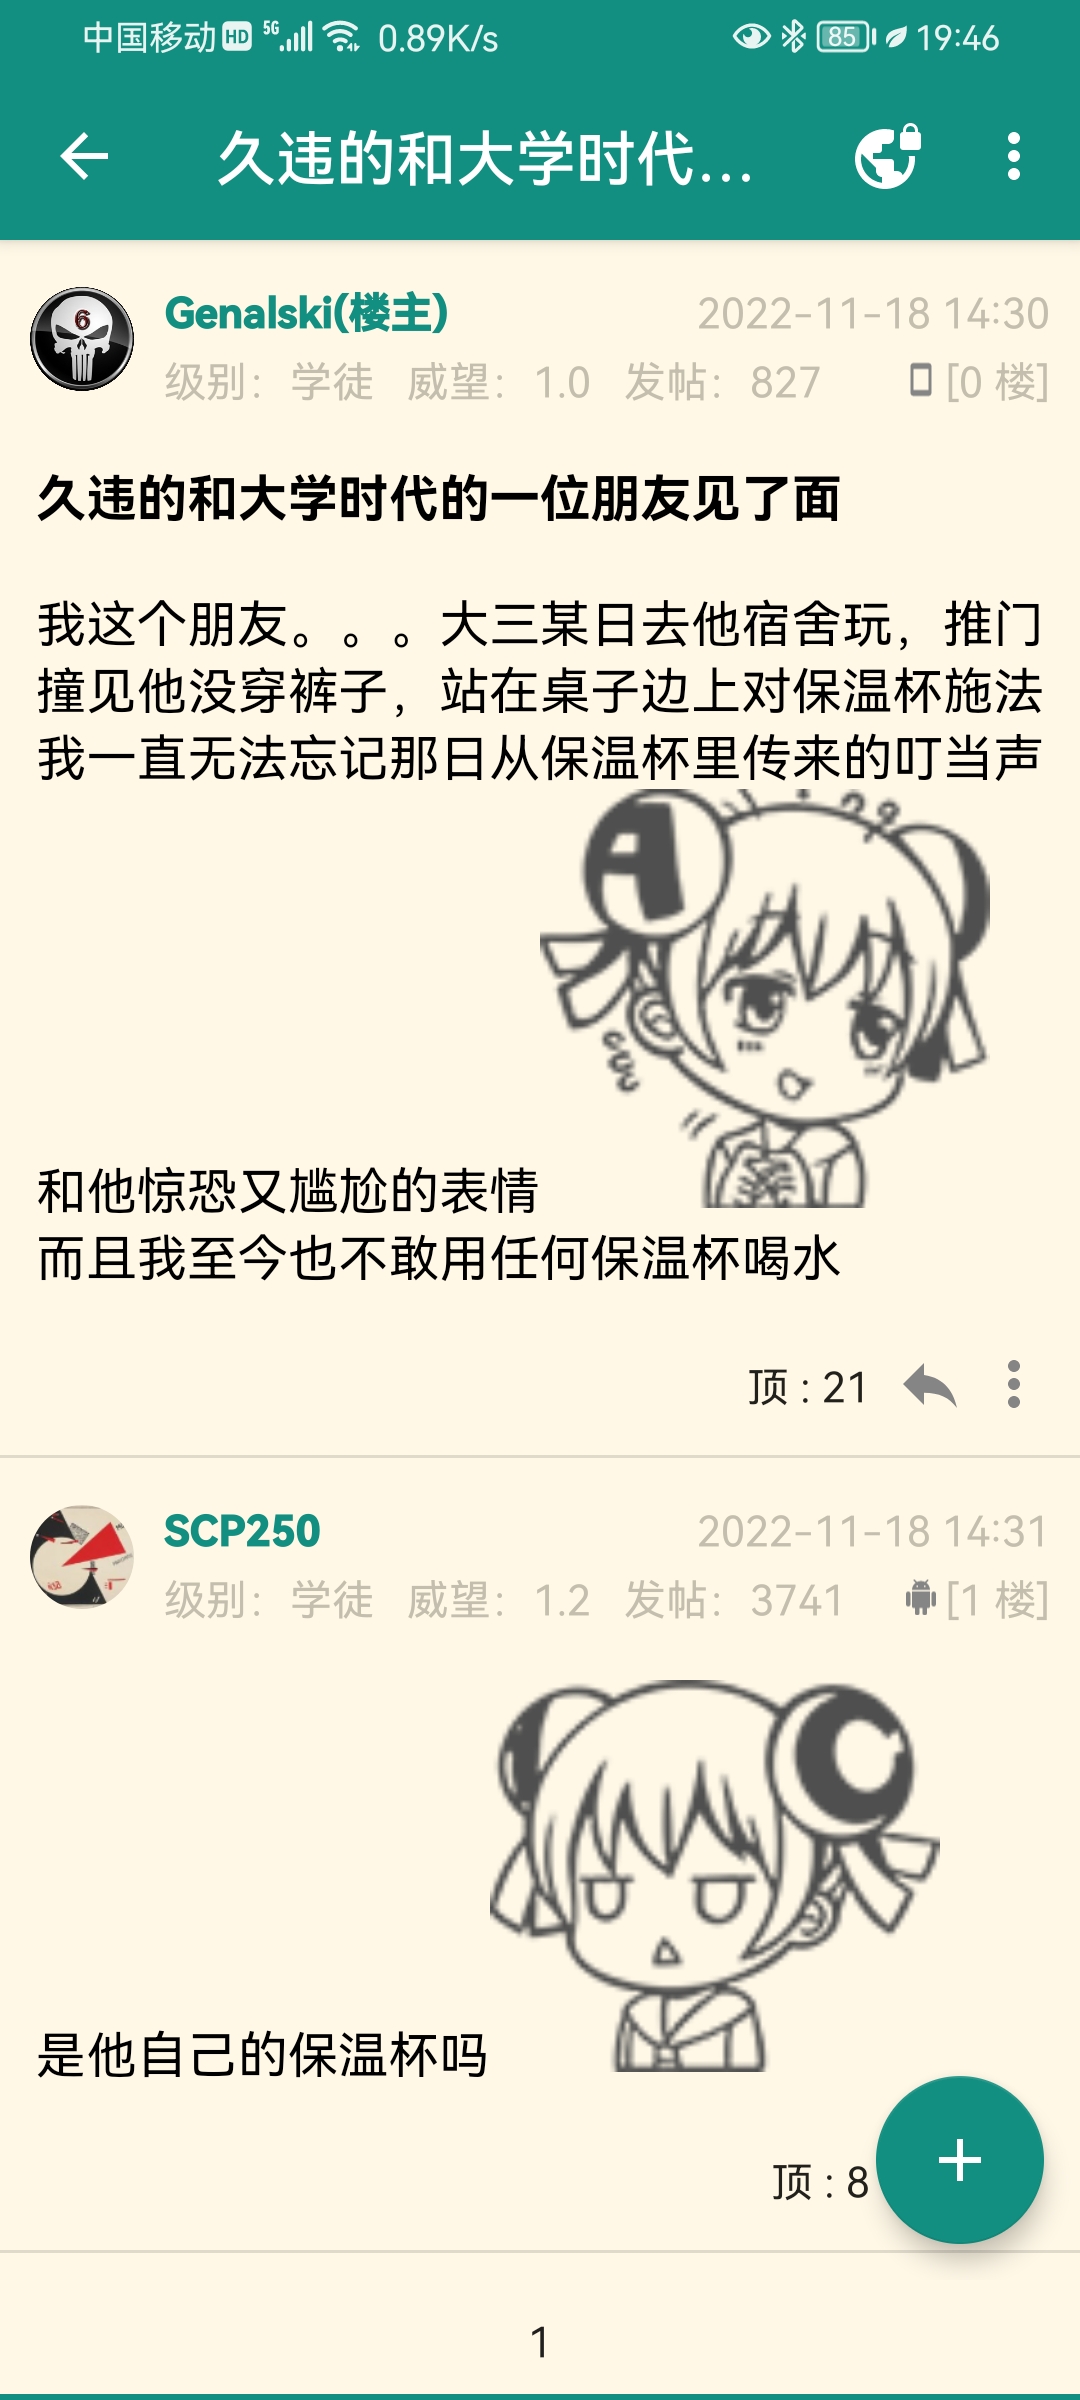 中国移动 HD 5G 0.89K/s 85 19:46
久违的和大学时代...
6
Genalski(楼主) 2022-11-18 14:30
级别： 学徒 威望： 1.0 发帖： 827 [0 楼]
久违的和大学时代的一位朋友见了面
我这个朋友。。。大三某日去他宿舍玩，推门
撞见他没穿裤子，站在桌子边上对保温杯施法
我一直无法忘记那日从保温杯里传来的叮当声
A
和他惊恐又尴尬的表情
而且我至今也不敢用任何保温杯喝水
顶 : 21
SCP250 2022-11-18 14:31
级别： 学徒 威望： 1.2 发帖： 3741 [1 楼]
C
是他自己的保温杯吗
顶 : 8
+
1